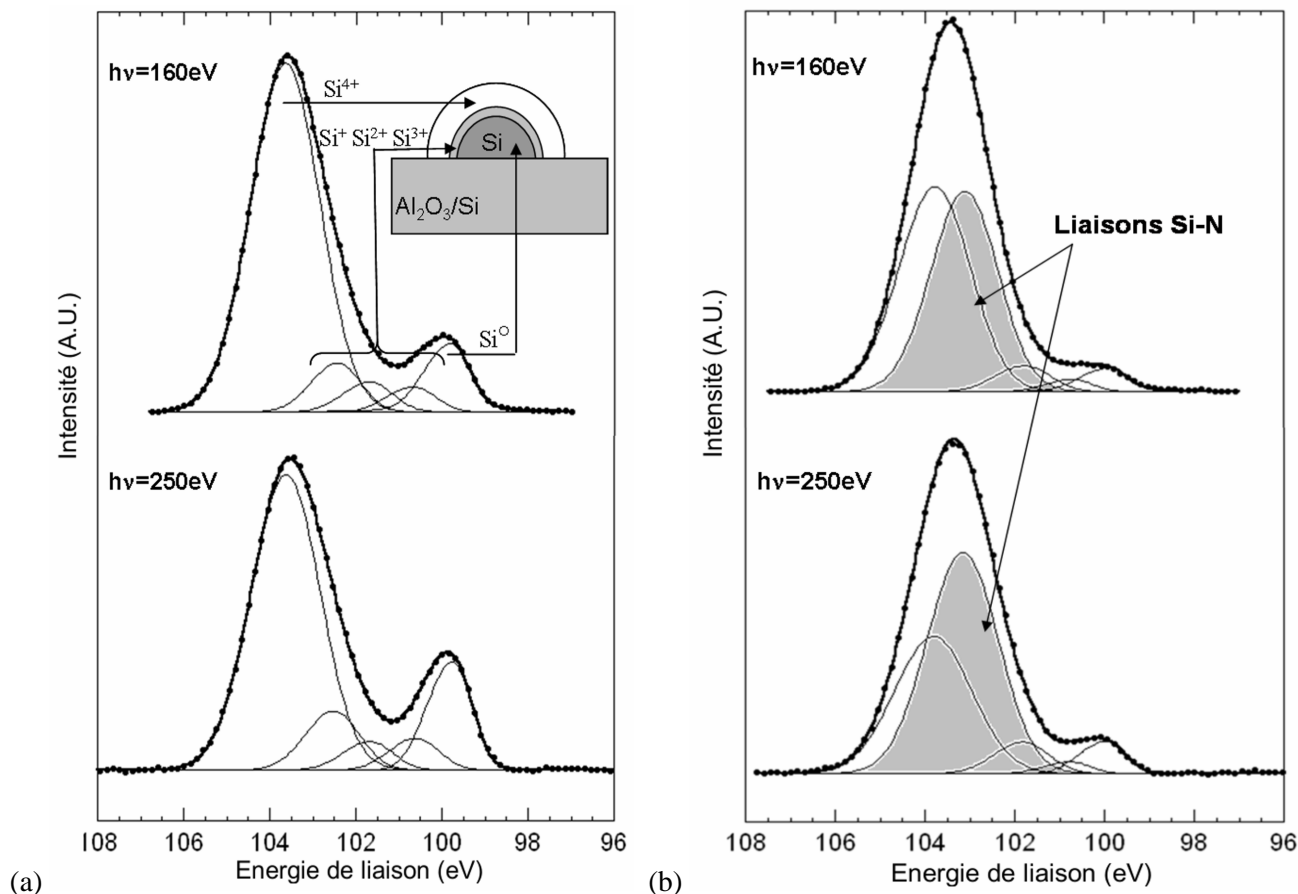 hν=160eV
Si⁴⁺
Si⁺ Si²⁺ Si³⁺
Si
Al₂O₃/Si
Si⁰
hν=250eV
Intensité (A.U.)
108 106 104 102 100 98 96
Energie de liaison (eV)
(a)
hν=160eV
Liaisons Si-N
hν=250eV
Intensité (A.U.)
108 106 104 102 100 98 96
Energie de liaison (eV)
(b)